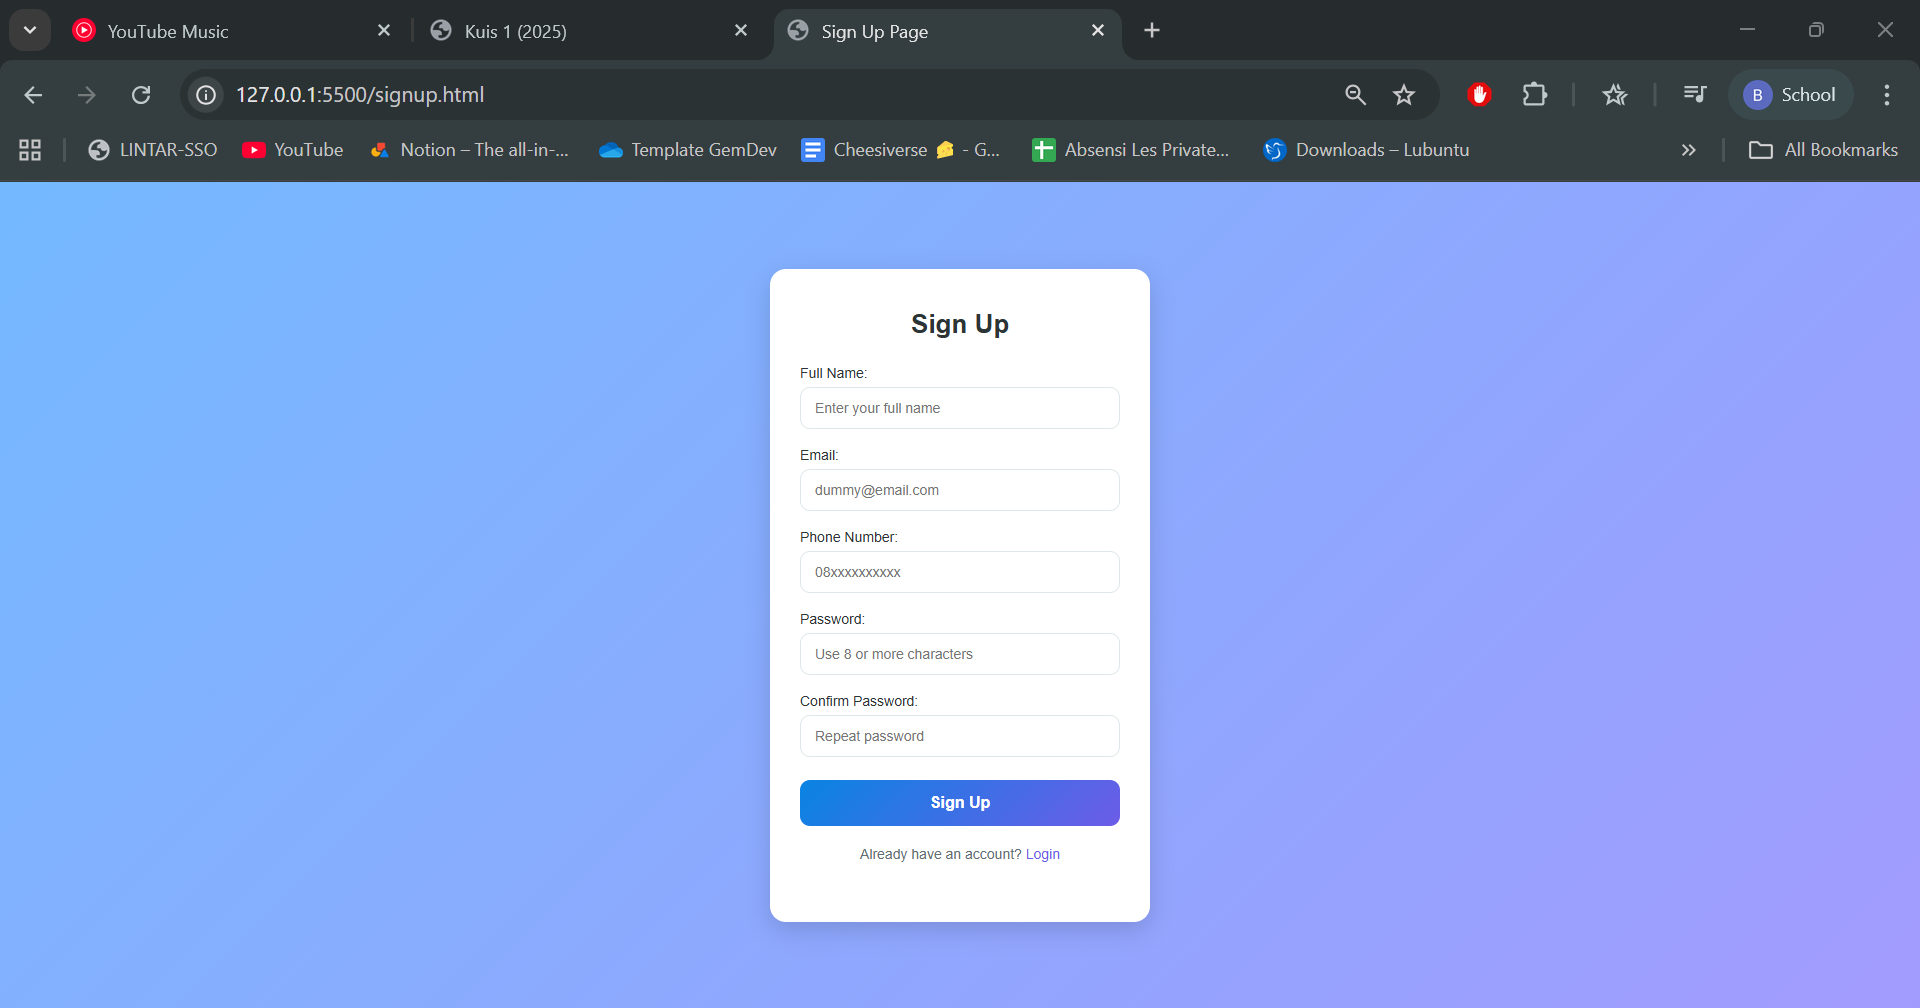 YouTube Music
Kuis 1 (2025)
Sign Up Page
127.0.0.1:5500/signup.html
B School
LINTAR-SSO
YouTube
Notion – The all-in-...
Template GemDev
Cheesiverse 🧀 - G...
Absensi Les Private...
Downloads – Lubuntu
All Bookmarks
Sign Up
Full Name:
Enter your full name
Email:
dummy@email.com
Phone Number:
08xxxxxxxxxx
Password:
Use 8 or more characters
Confirm Password:
Repeat password
Sign Up
Already have an account? Login